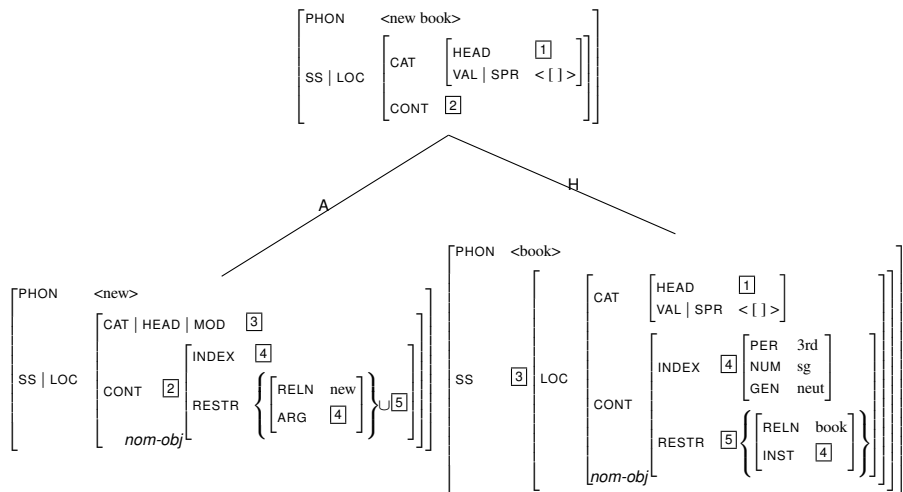 PHON <new book>
SS | LOC
CAT
HEAD 1
VAL | SPR < [ ] >
CONT 2
A
H
PHON <new>
SS | LOC
CAT | HEAD | MOD 3
CONT 2
INDEX 4
RESTR
RELN new
ARG 4
∪ 5
nom-obj
PHON <book>
SS 3
LOC
CAT
HEAD 1
VAL | SPR < [ ] >
CONT
INDEX 4
PER 3rd
NUM sg
GEN neut
RESTR 5
RELN book
INST 4
nom-obj